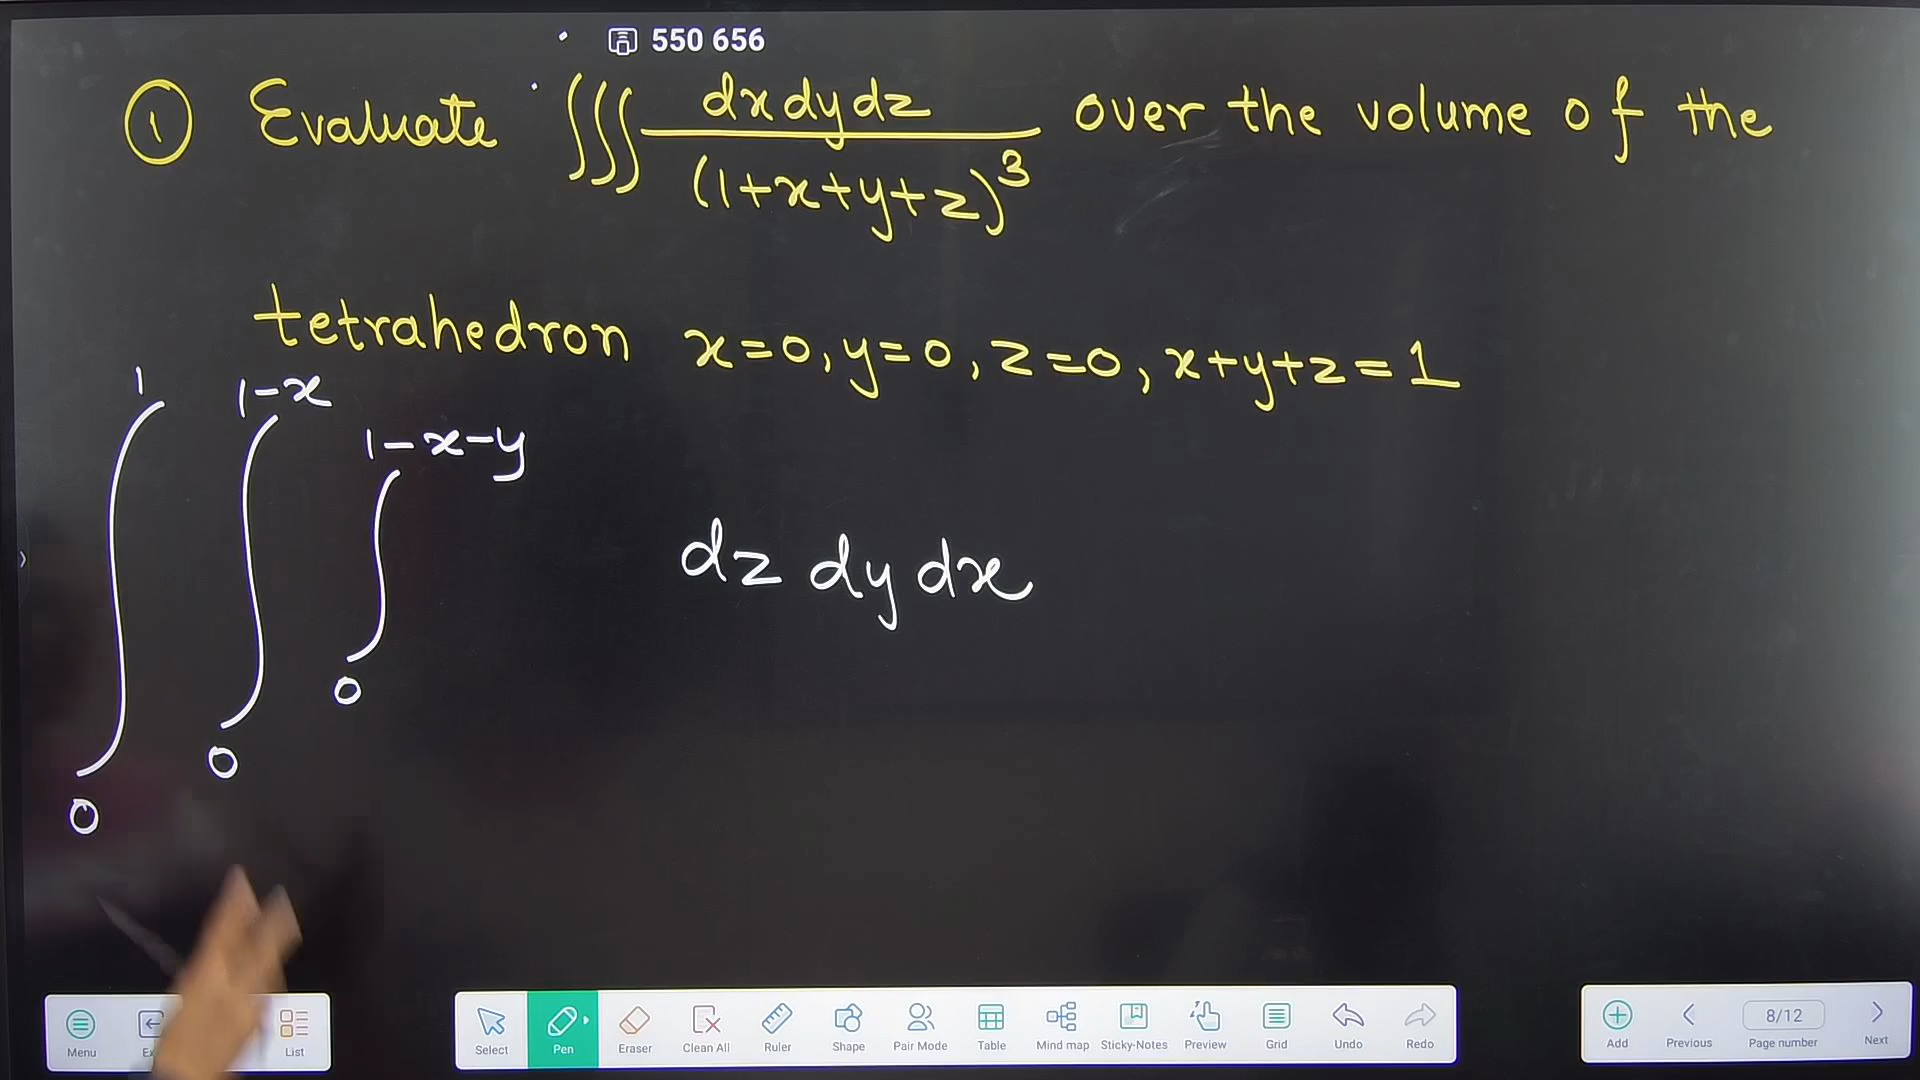 550 656
① Evaluate ∭ dxdydz / (1+x+y+z)³ over the volume of the
tetrahedron x=0, y=0, z=0, x+y+z=1
1 1-x 1-x-y
∫ ∫ ∫ dz dy dx
0 0 0
Menu List
Select Pen Eraser Clean All Ruler Shape Pair Mode Table Mind map Sticky-Notes Preview Grid Undo Redo
8/12
Add Previous Page number Next